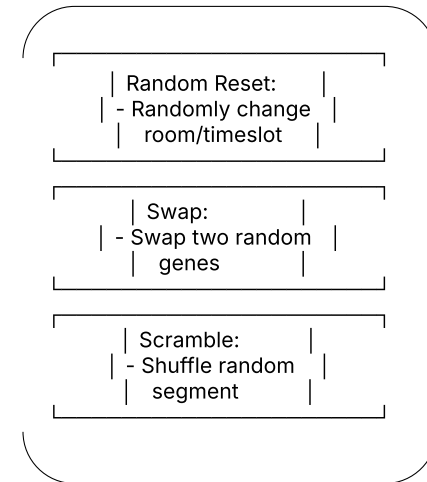 Random Reset:
- Randomly change
room/timeslot
Swap:
- Swap two random
genes
Scramble:
- Shuffle random
segment